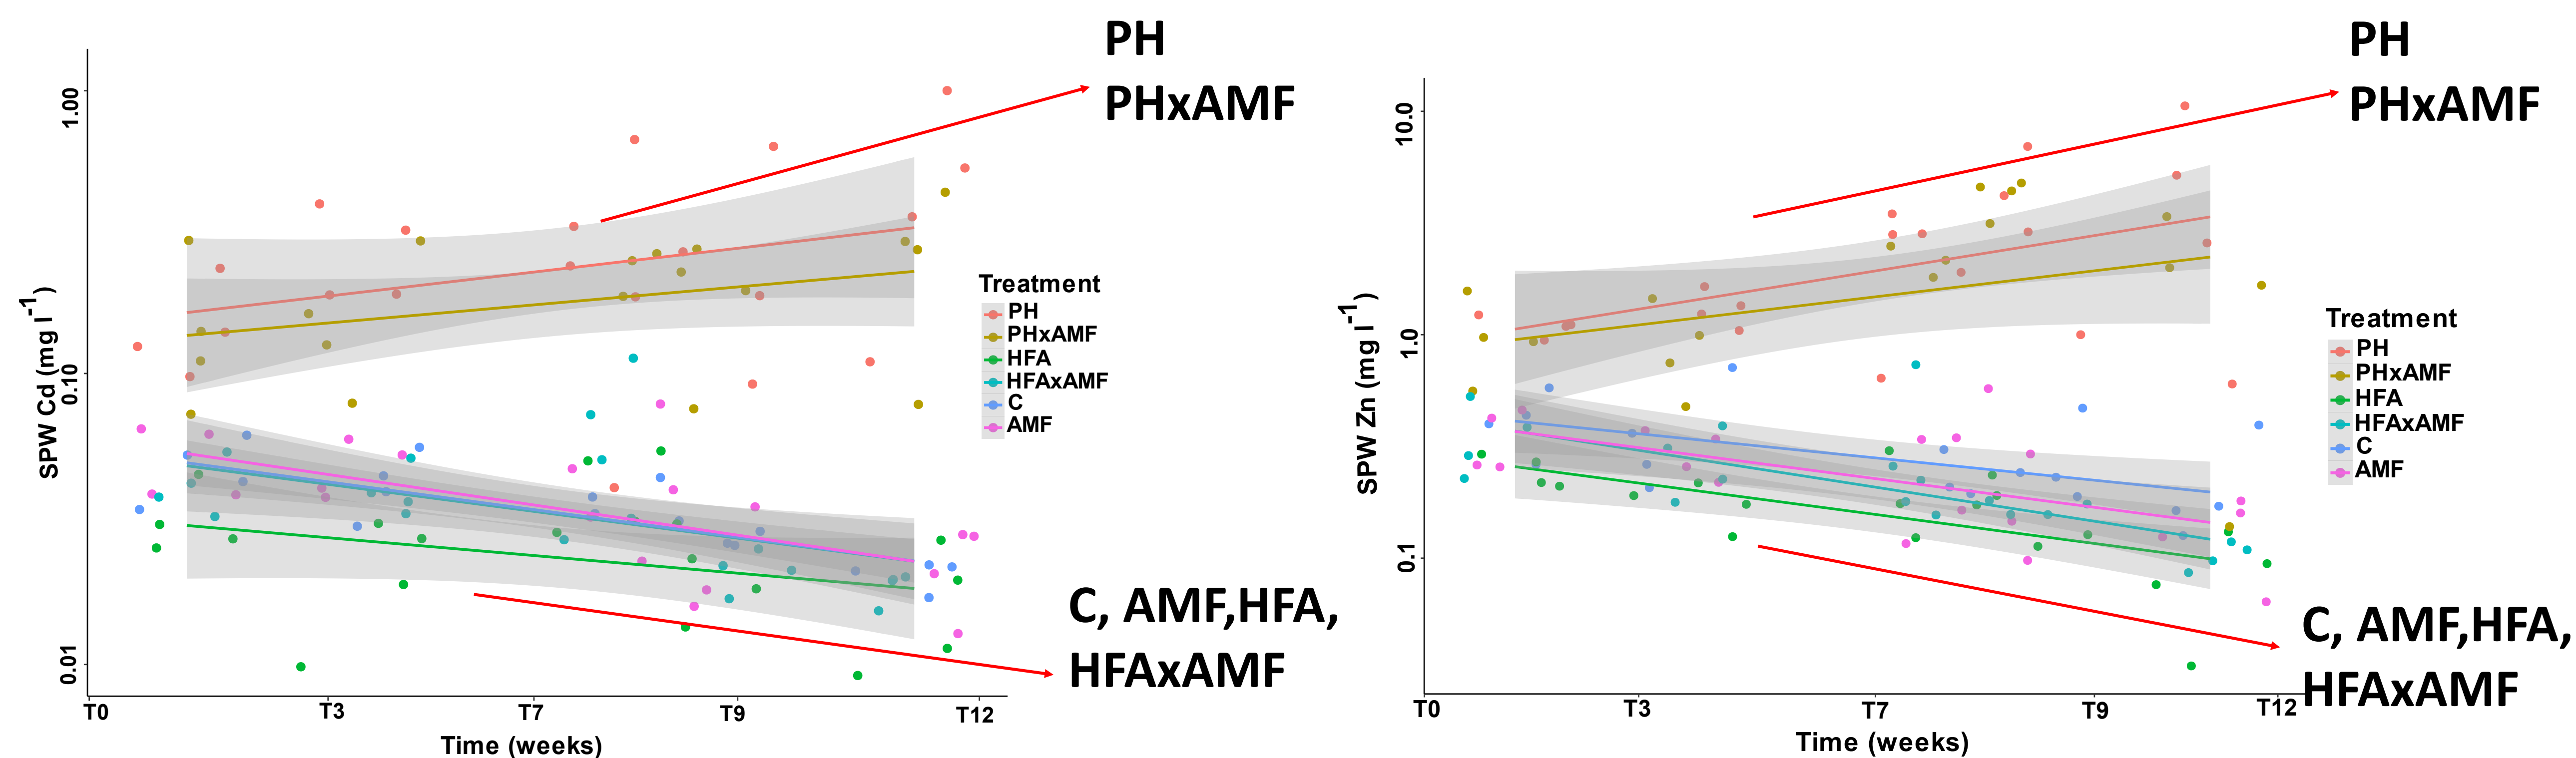 PH
PHxAMF
1.00
0.10
0.01
SPW Cd (mg l-1)
T0
T3
T7
T9
T12
Time (weeks)
Treatment
PH
PHxAMF
HFA
HFAxAMF
C
AMF
C, AMF,HFA,
HFAxAMF
PH
PHxAMF
10.0
1.0
0.1
SPW Zn (mg l-1)
T0
T3
T7
T9
T12
Time (weeks)
Treatment
PH
PHxAMF
HFA
HFAxAMF
C
AMF
C, AMF,HFA,
HFAxAMF